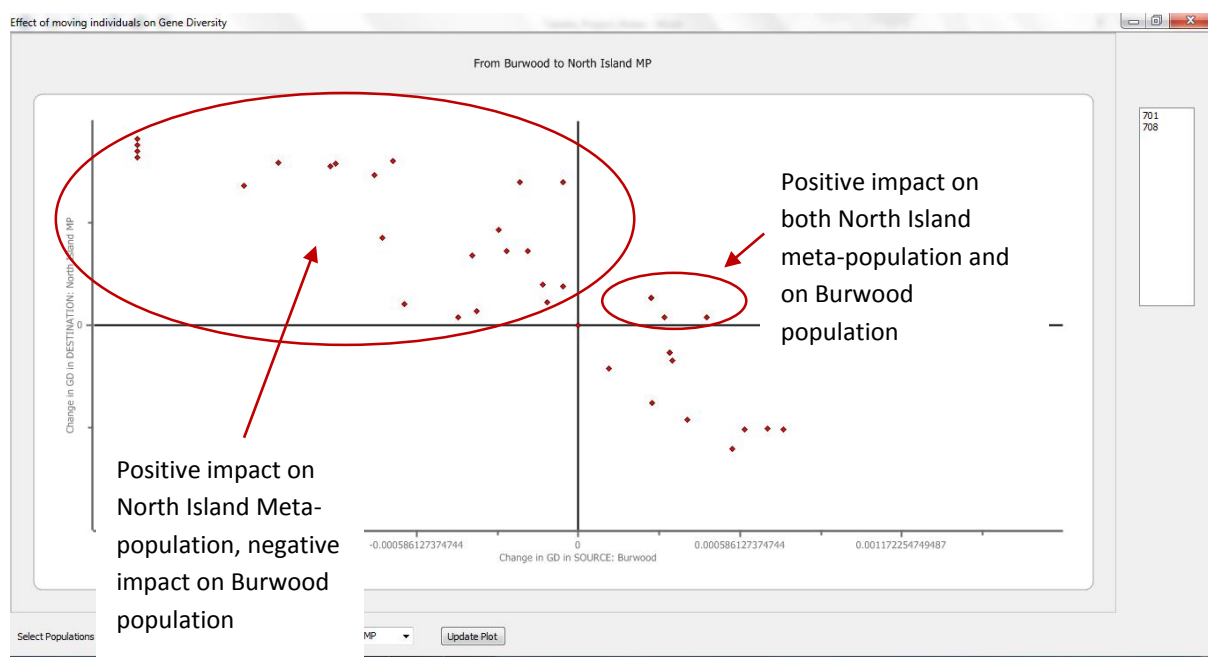 Effect of moving individuals on Gene Diversity
From Burwood to North Island MP
701
708
Positive impact on
both North Island
meta-population and
on Burwood
population
Change in GD in DESTINATION: North Island MP
0
Positive impact on
North Island Meta-
population, negative
impact on Burwood
population
-0.000586127374744
0
0.000586127374744
0.001172254749487
Change in GD in SOURCE: Burwood
Select Populations
MP
Update Plot